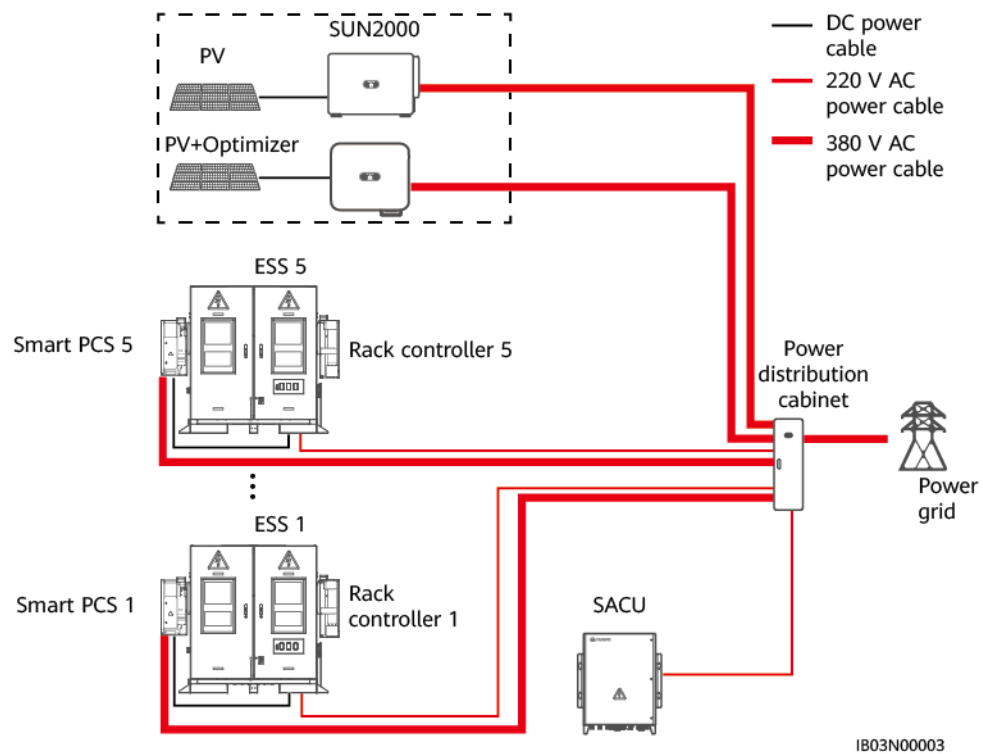 SUN2000
PV
PV+Optimizer
DC power
cable
220 V AC
power cable
380 V AC
power cable
ESS 5
Smart PCS 5
Rack controller 5
Power
distribution
cabinet
Power
grid
ESS 1
Smart PCS 1
Rack
controller 1
SACU
IB03N00003